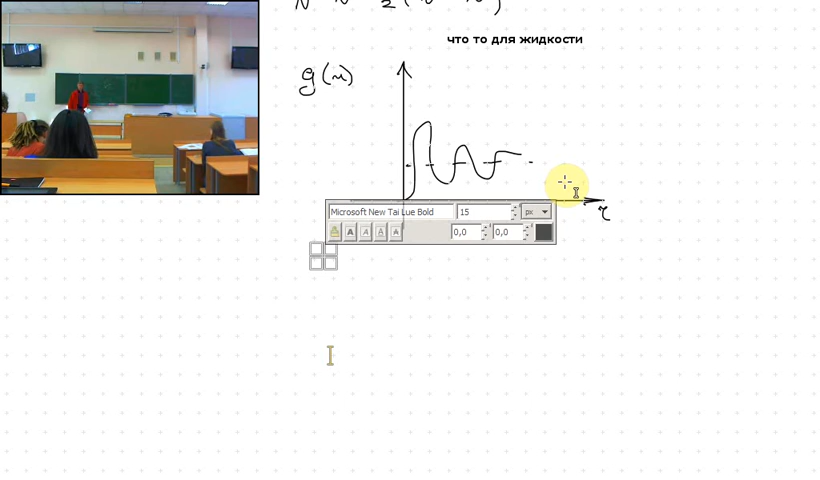 что то для жидкости
g(r)
Microsoft New Tai Lue Bold 15 px
A A A A
0,0 0,0
r